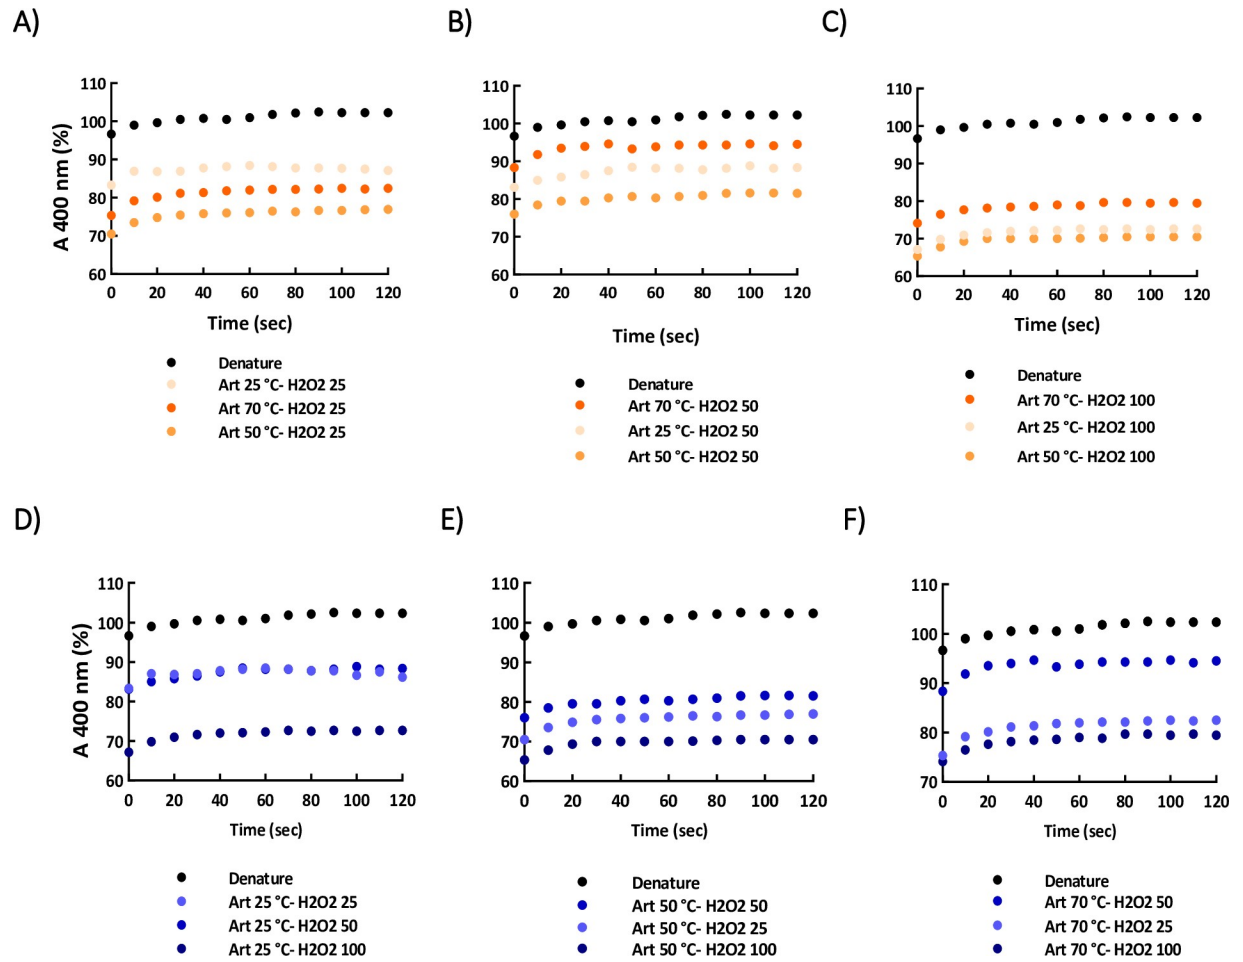 A)
B)
C)
110
100
90
80
70
60
A 400 nm (%)
0 20 40 60 80 100 120
Time (sec)
Denature
Art 25 °C- H2O2 25
Art 70 °C- H2O2 25
Art 50 °C- H2O2 25
110
100
90
80
70
60
0 20 40 60 80 100 120
Time (sec)
Denature
Art 70 °C- H2O2 50
Art 25 °C- H2O2 50
Art 50 °C- H2O2 50
110
100
90
80
70
60
0 20 40 60 80 100 120
Time (sec)
Denature
Art 70 °C- H2O2 100
Art 25 °C- H2O2 100
Art 50 °C- H2O2 100
D)
E)
F)
110
100
90
80
70
60
A 400 nm (%)
0 20 40 60 80 100 120
Time (sec)
Denature
Art 25 °C- H2O2 25
Art 25 °C- H2O2 50
Art 25 °C- H2O2 100
110
100
90
80
70
60
0 20 40 60 80 100 120
Time (sec)
Denature
Art 50 °C- H2O2 50
Art 50 °C- H2O2 25
Art 50 °C- H2O2 100
110
100
90
80
70
0 20 40 60 80 100 120
Time (sec)
Denature
Art 70 °C- H2O2 50
Art 70 °C- H2O2 25
Art 70 °C- H2O2 100